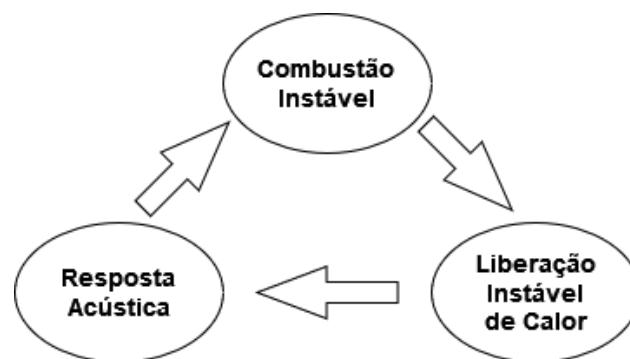 Combustão
Instável
Resposta
Acústica
Liberação
Instável
de Calor